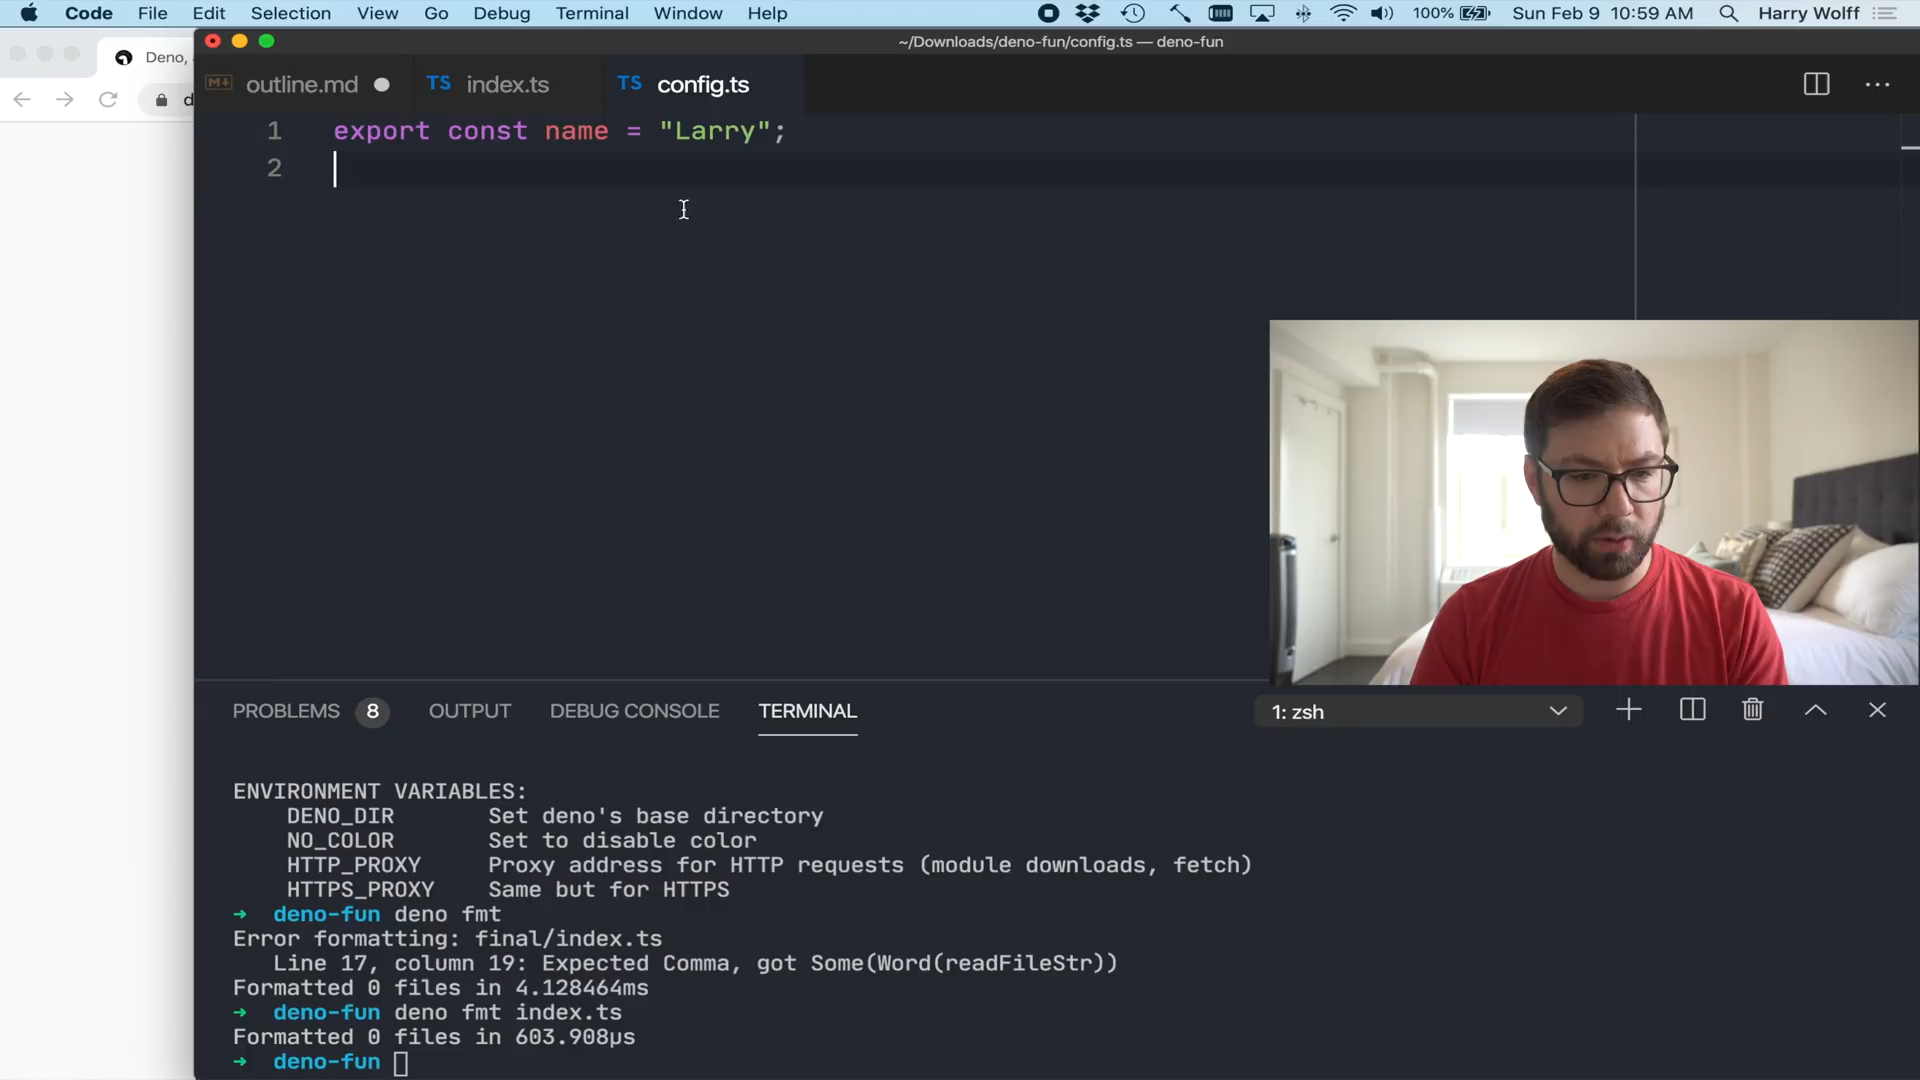 Code File Edit Selection View Go Debug Terminal Window Help 100% Sun Feb 9 10:59 AM Harry Wolff
~/Downloads/deno-fun/config.ts — deno-fun
Deno,
d
M↓ outline.md TS index.ts TS config.ts
1 export const name = "Larry";
2
PROBLEMS 8 OUTPUT DEBUG CONSOLE TERMINAL 1: zsh
ENVIRONMENT VARIABLES:
DENO_DIR Set deno's base directory
NO_COLOR Set to disable color
HTTP_PROXY Proxy address for HTTP requests (module downloads, fetch)
HTTPS_PROXY Same but for HTTPS
➜ deno-fun deno fmt
Error formatting: final/index.ts
Line 17, column 19: Expected Comma, got Some(Word(readFileStr))
Formatted 0 files in 4.128464ms
➜ deno-fun deno fmt index.ts
Formatted 0 files in 603.908µs
➜ deno-fun